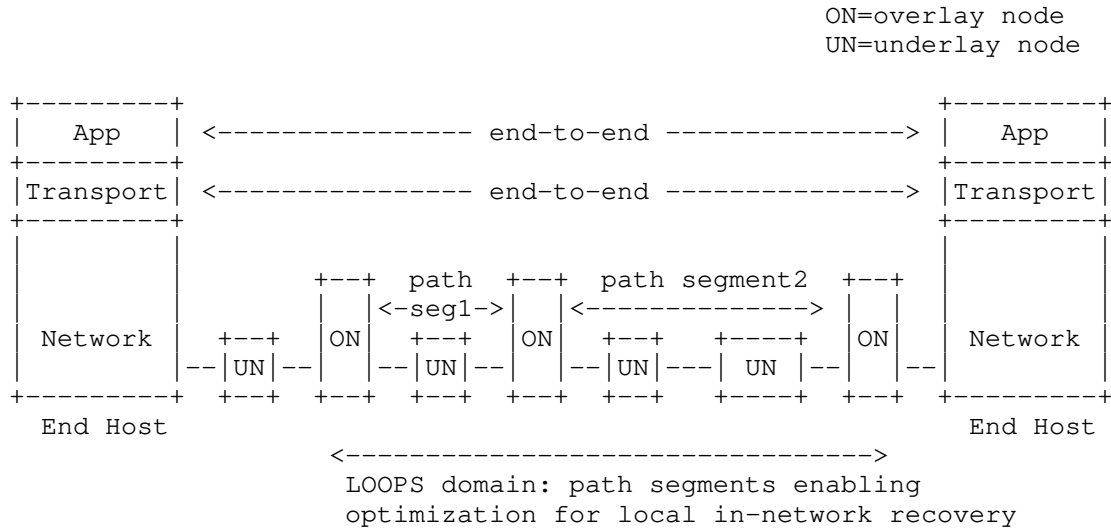 ON=overlay node
UN=underlay node
App <---------------- end-to-end ---------------> App
Transport <---------------- end-to-end ---------------> Transport
path path segment2
<-seg1-> <-------------->
Network ON ON ON Network
UN UN UN UN
End Host End Host
<---------------------------------->
LOOPS domain: path segments enabling
optimization for local in-network recovery